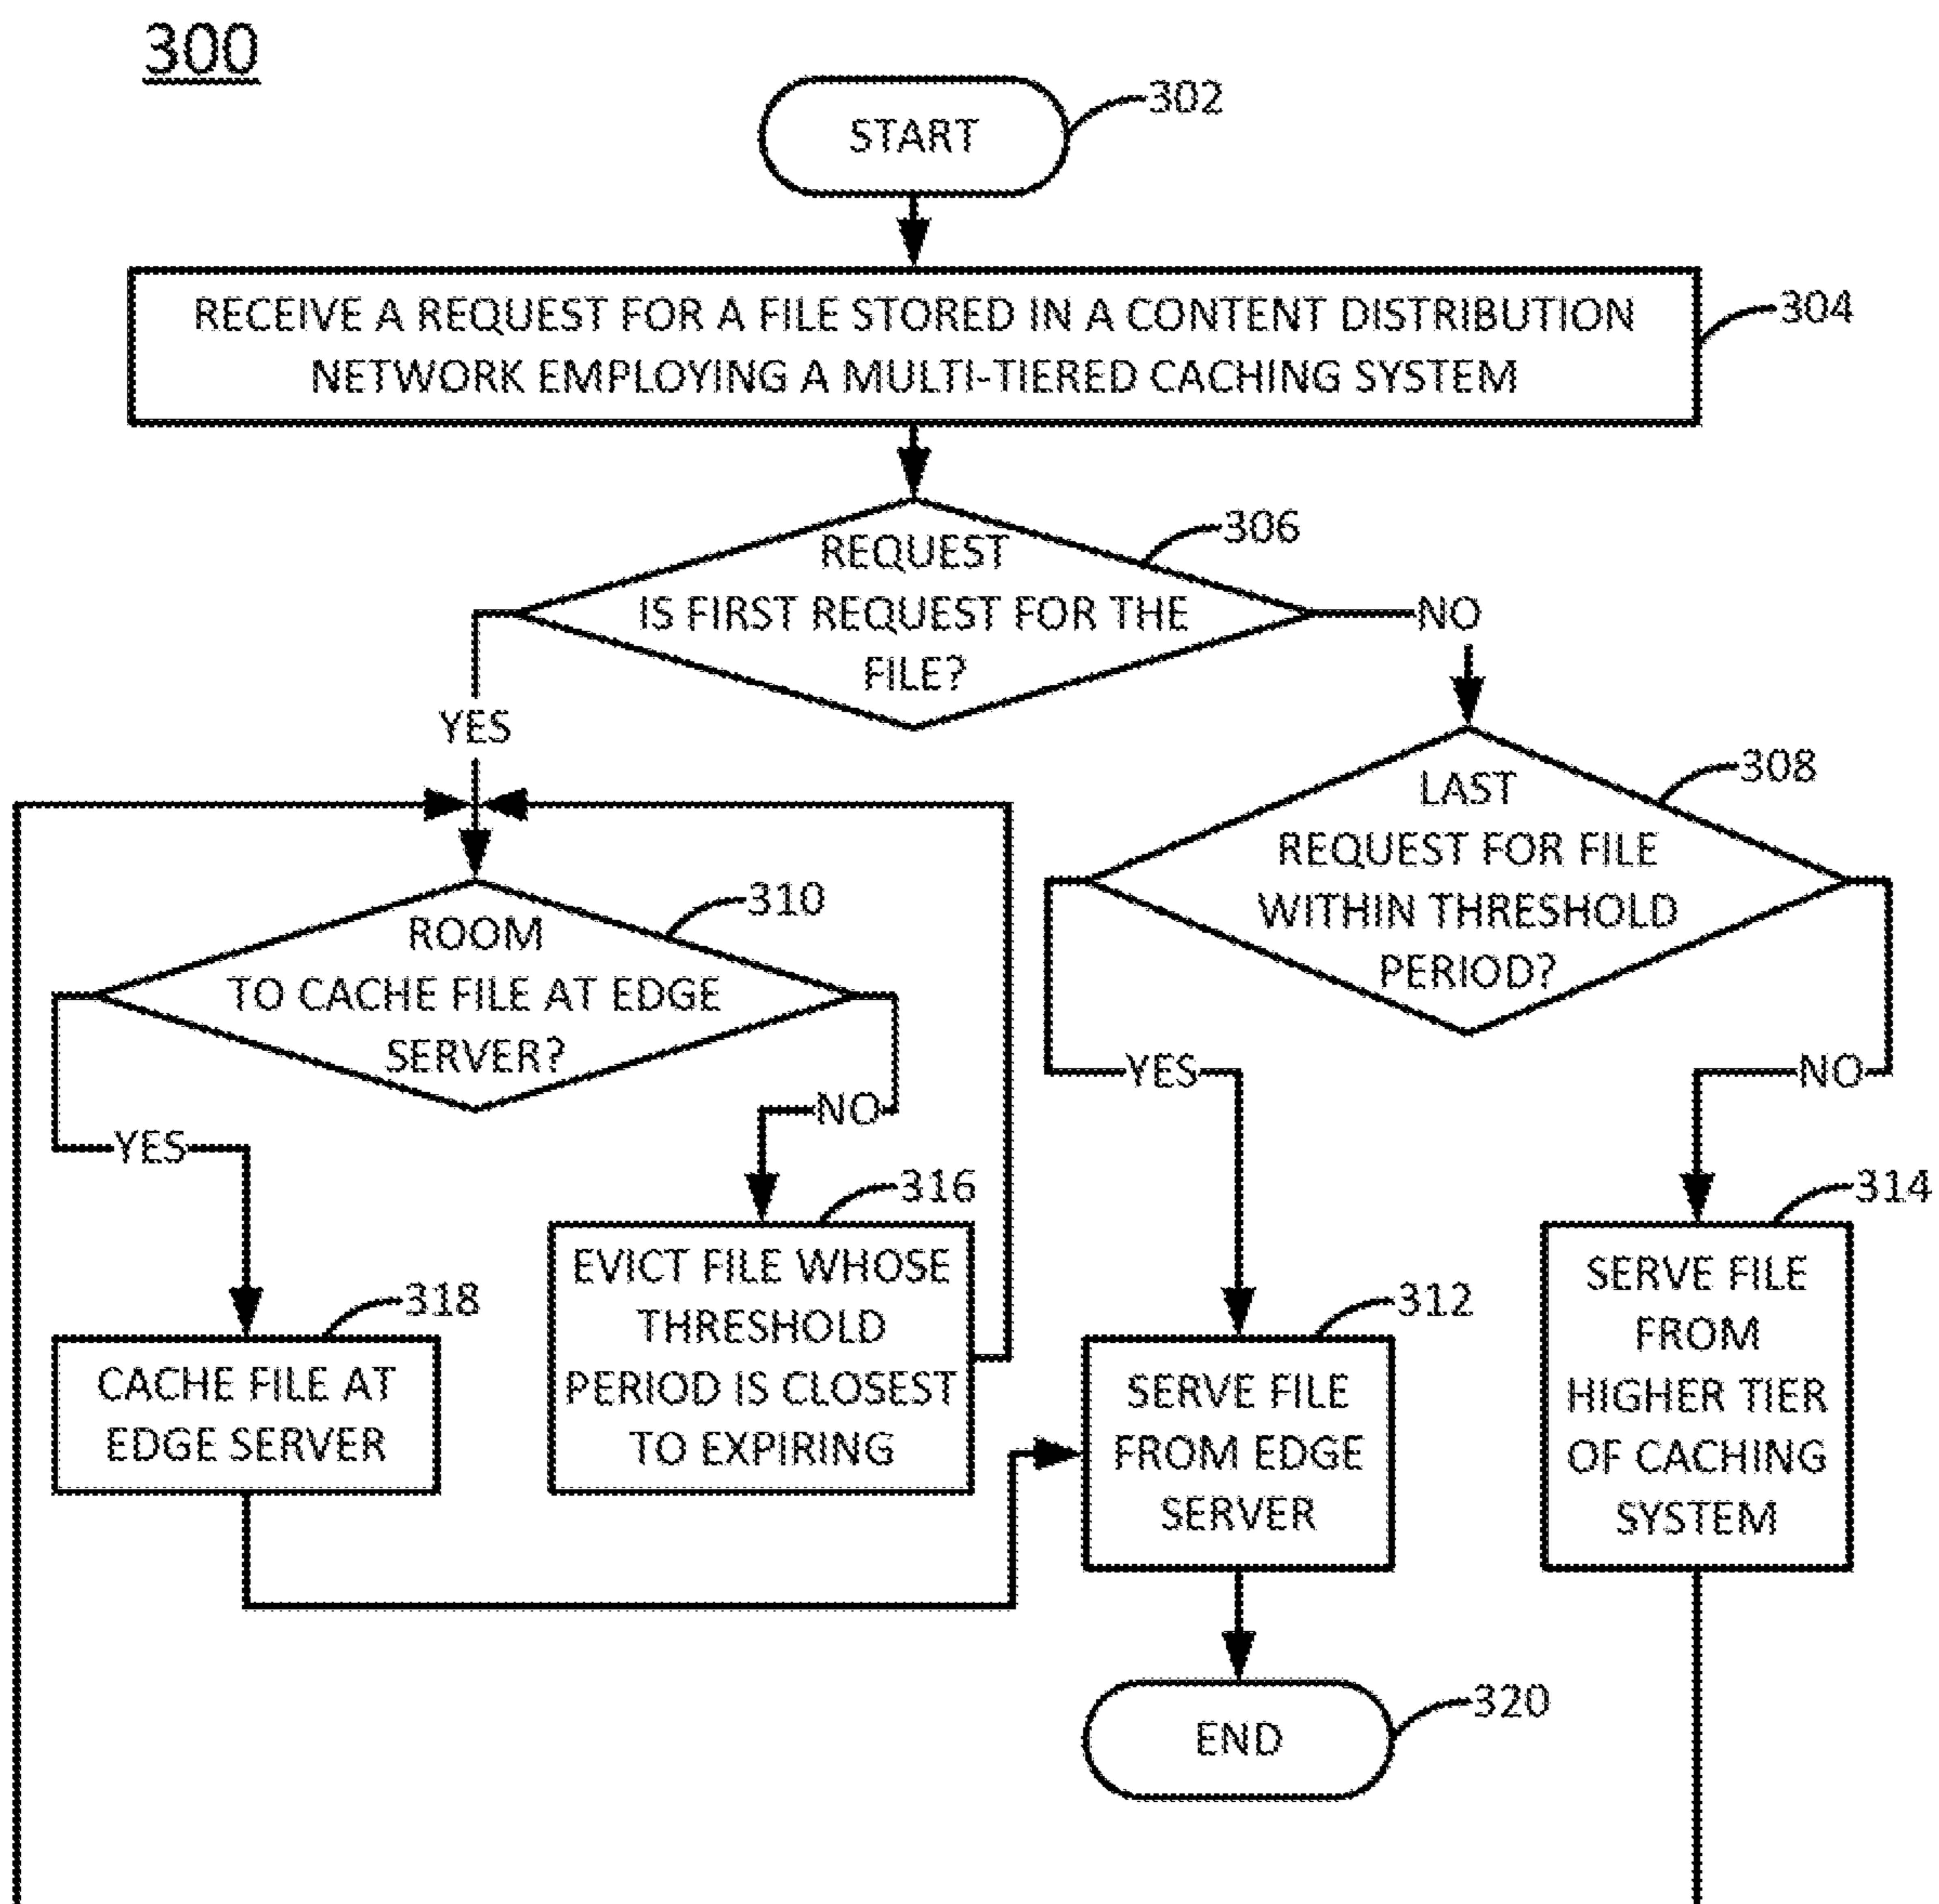 300
START
302
RECEIVE A REQUEST FOR A FILE STORED IN A CONTENT DISTRIBUTION
NETWORK EMPLOYING A MULTI-TIERED CACHING SYSTEM
304
REQUEST
IS FIRST REQUEST FOR THE
FILE?
306
YES
NO
LAST
REQUEST FOR FILE
WITHIN THRESHOLD
PERIOD?
308
ROOM
TO CACHE FILE AT EDGE
SERVER?
310
YES
NO
YES
NO
CACHE FILE AT
EDGE SERVER
318
EVICT FILE WHOSE
THRESHOLD
PERIOD IS CLOSEST
TO EXPIRING
316
SERVE FILE
FROM EDGE
SERVER
312
SERVE FILE
FROM
HIGHER TIER
OF CACHING
SYSTEM
314
END
320